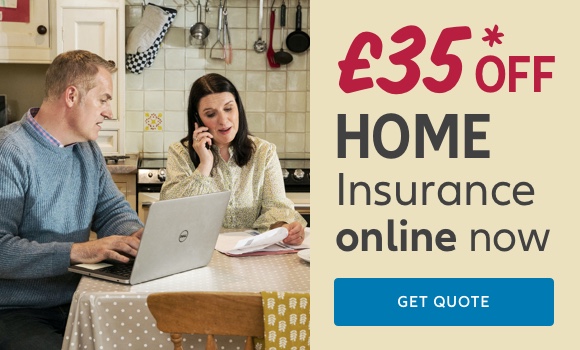 £35*
OFF
HOME
Insurance
online now
GET QUOTE
DELL